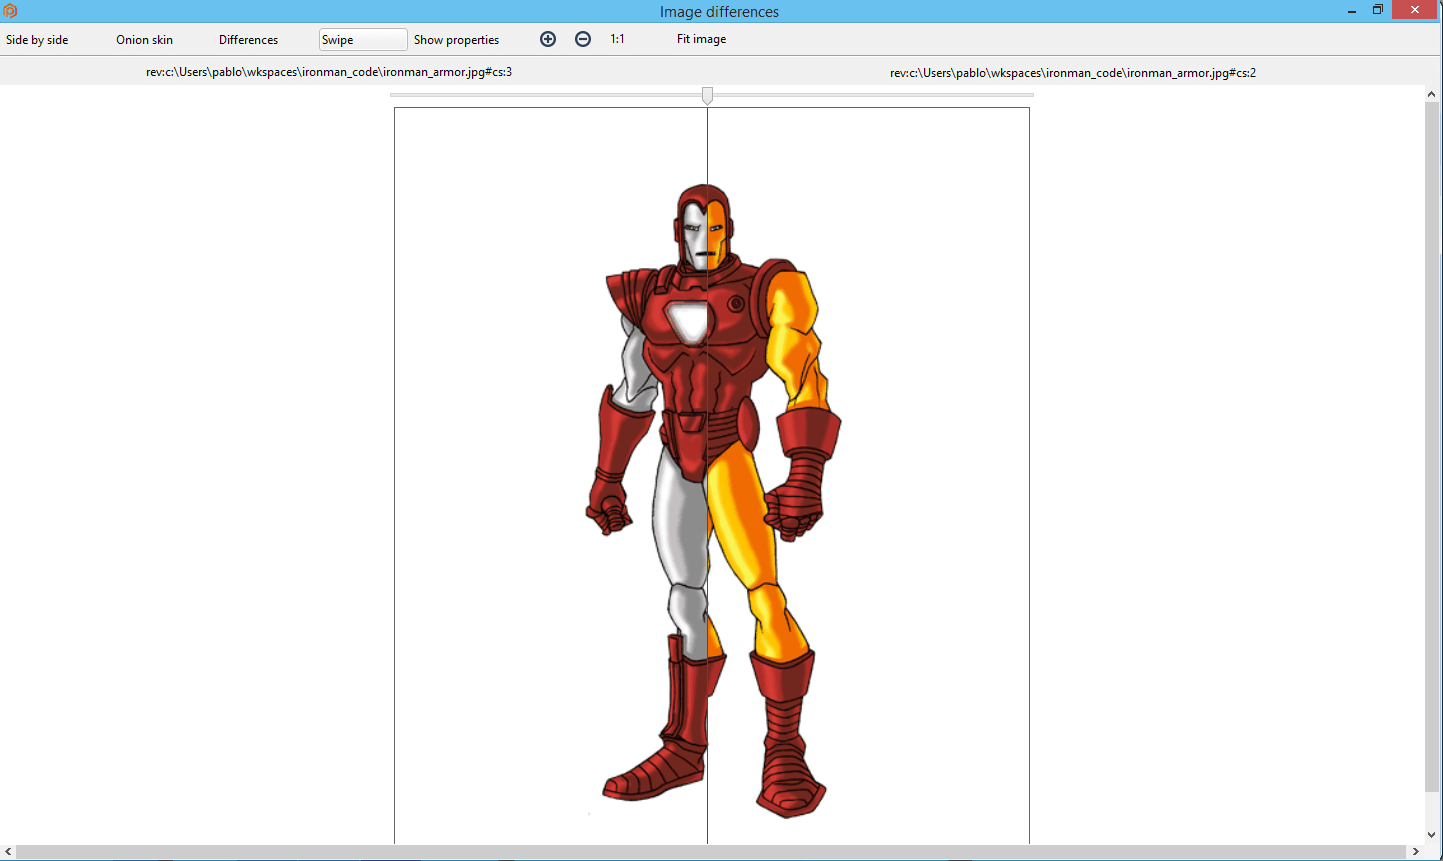 Image differences
Side by side Onion skin Differences Swipe Show properties 1:1 Fit image
rev:c:\Users\pablo\wkspaces\ironman_code\ironman_armor.jpg#cs:3 rev:c:\Users\pablo\wkspaces\ironman_code\ironman_armor.jpg#cs:2